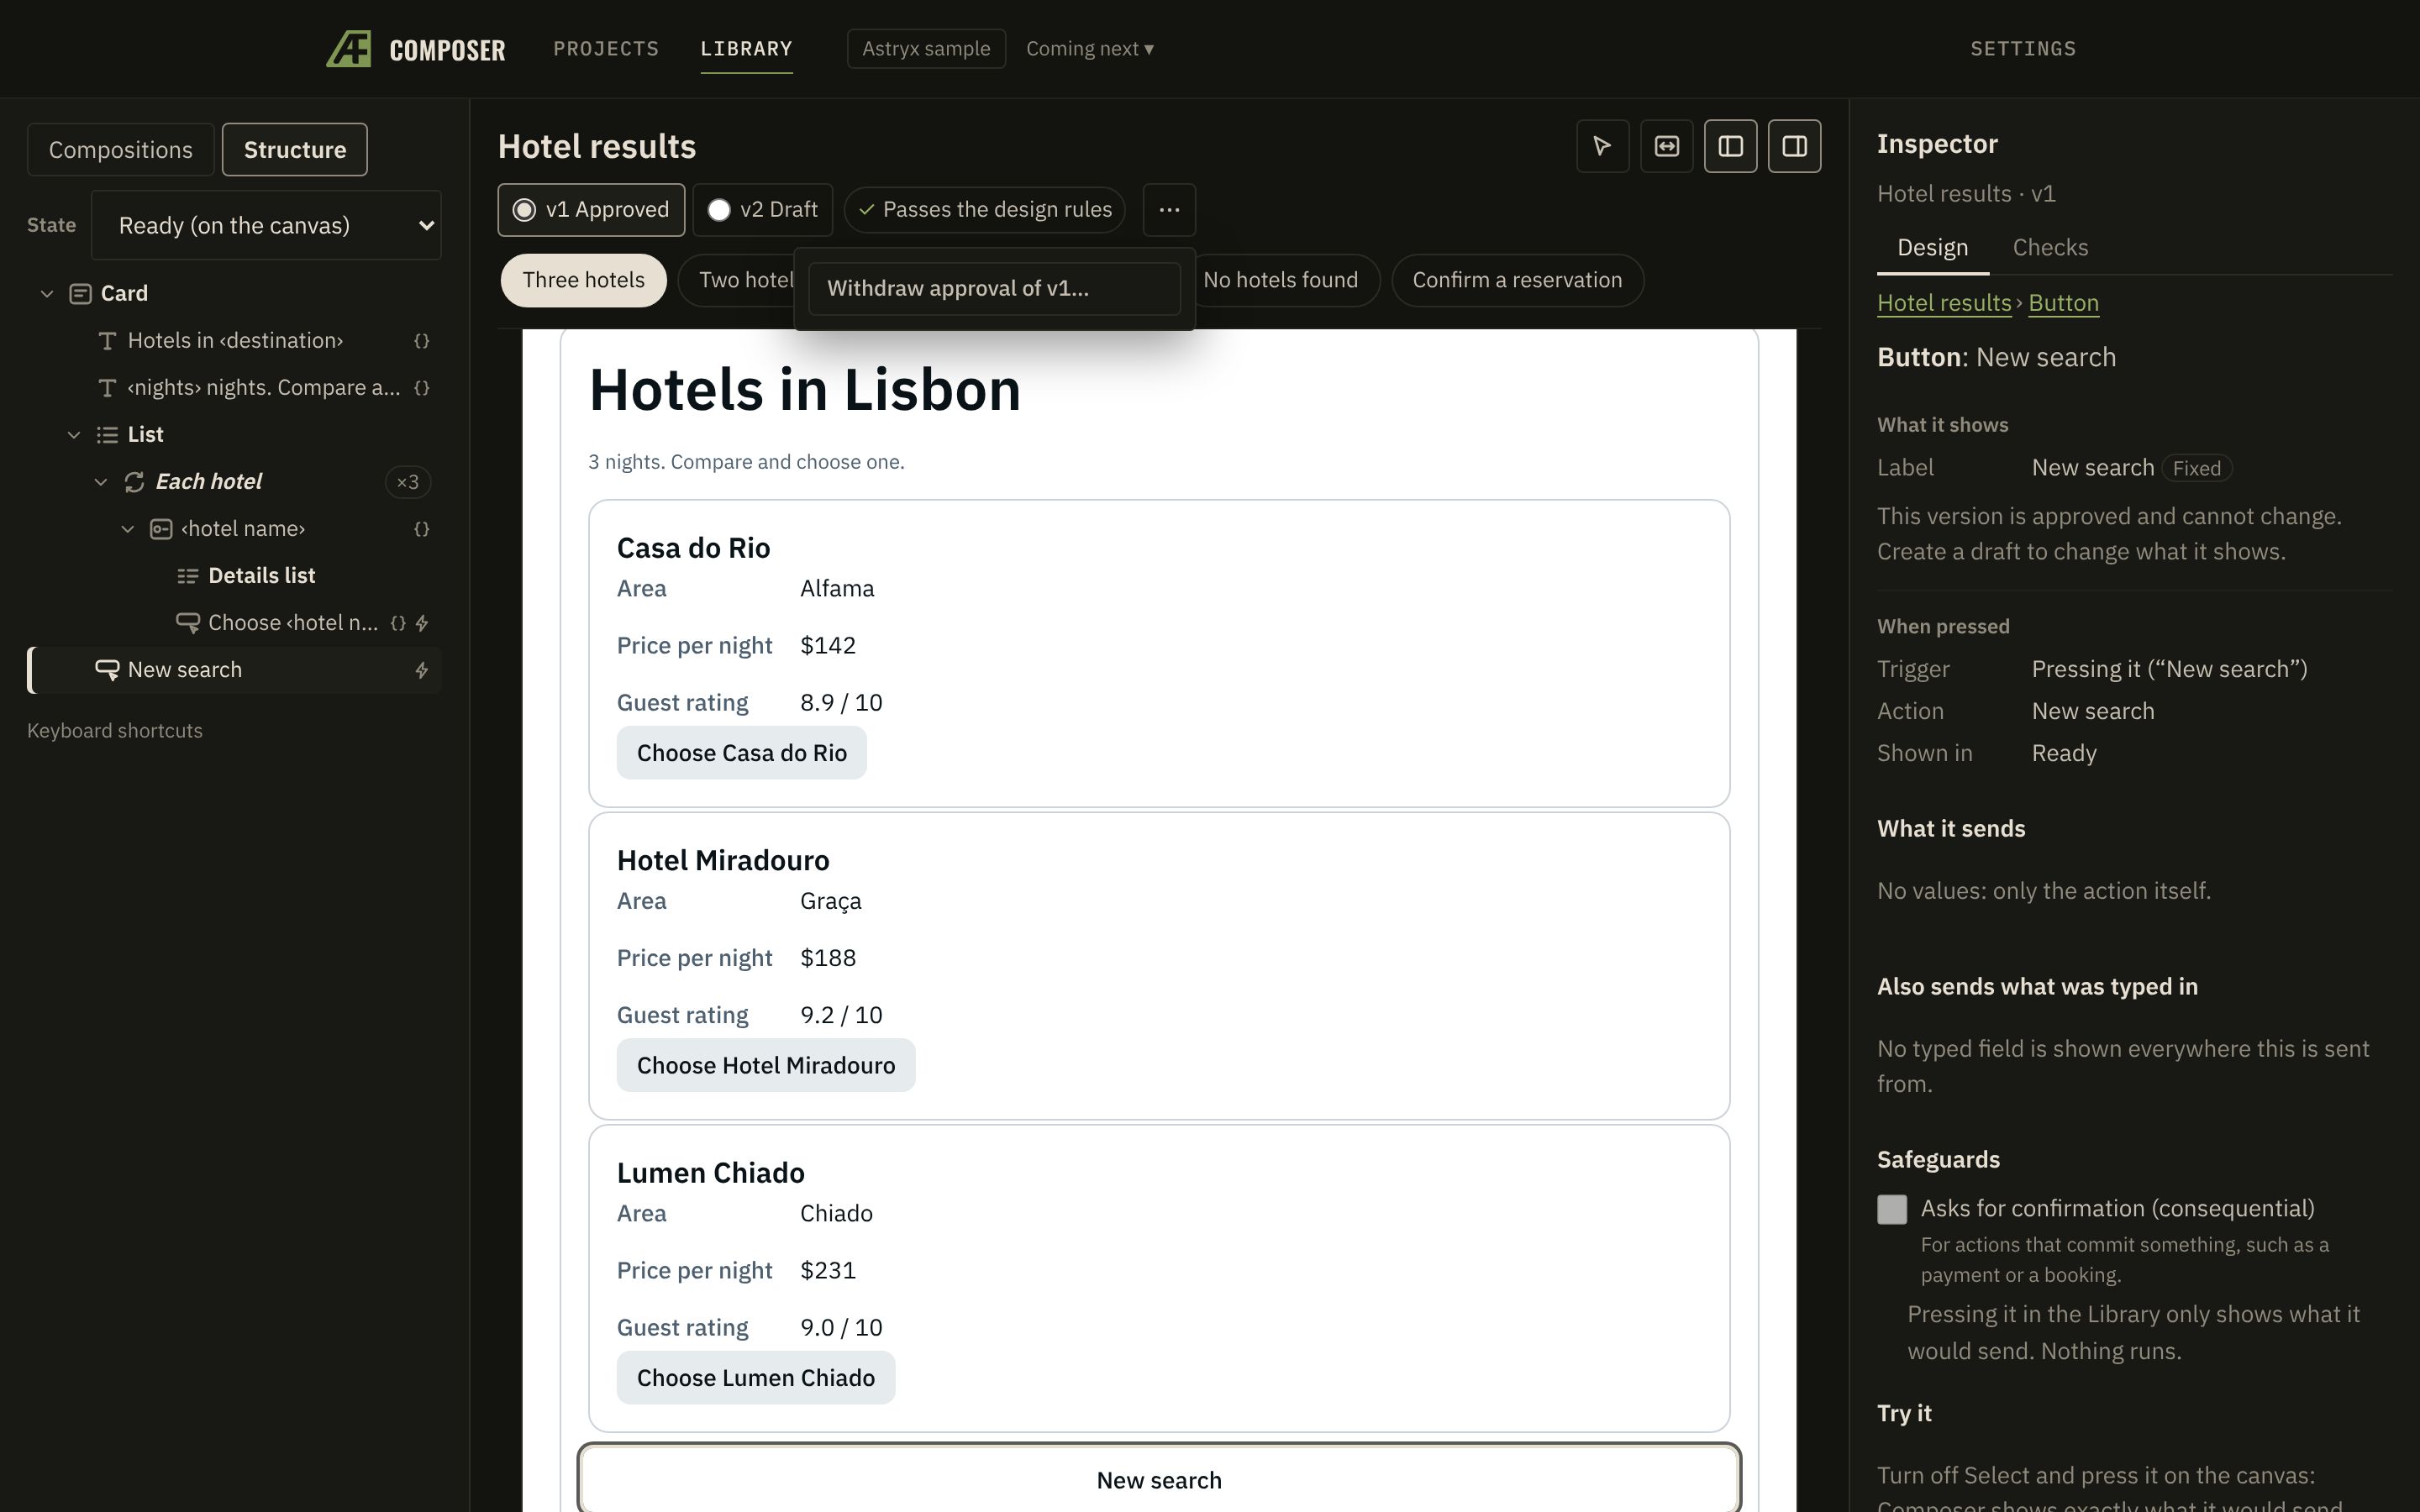 COMPOSER
PROJECTS
LIBRARY
Astryx sample
Coming next ▾
SETTINGS
Compositions
Structure
State
Ready (on the canvas)
Card
Hotels in ‹destination› {}
‹nights› nights. Compare a... {}
List
Each hotel ×3
‹hotel name› {}
Details list
Choose ‹hotel n... {}
New search
Keyboard shortcuts
Hotel results
v1 Approved
v2 Draft
Passes the design rules
...
Three hotels
Two hotel
Withdraw approval of v1...
No hotels found
Confirm a reservation
Hotels in Lisbon
3 nights. Compare and choose one.
Casa do Rio
Area Alfama
Price per night $142
Guest rating 8.9 / 10
Choose Casa do Rio
Hotel Miradouro
Area Graça
Price per night $188
Guest rating 9.2 / 10
Choose Hotel Miradouro
Lumen Chiado
Area Chiado
Price per night $231
Guest rating 9.0 / 10
Choose Lumen Chiado
New search
Inspector
Hotel results · v1
Design
Checks
Hotel results › Button
Button: New search
What it shows
Label New search Fixed
This version is approved and cannot change.
Create a draft to change what it shows.
When pressed
Trigger Pressing it (“New search”)
Action New search
Shown in Ready
What it sends
No values: only the action itself.
Also sends what was typed in
No typed field is shown everywhere this is sent
from.
Safeguards
Asks for confirmation (consequential)
For actions that commit something, such as a
payment or a booking.
Pressing it in the Library only shows what it
would send. Nothing runs.
Try it
Turn off Select and press it on the canvas:
Composer shows exactly what it would send